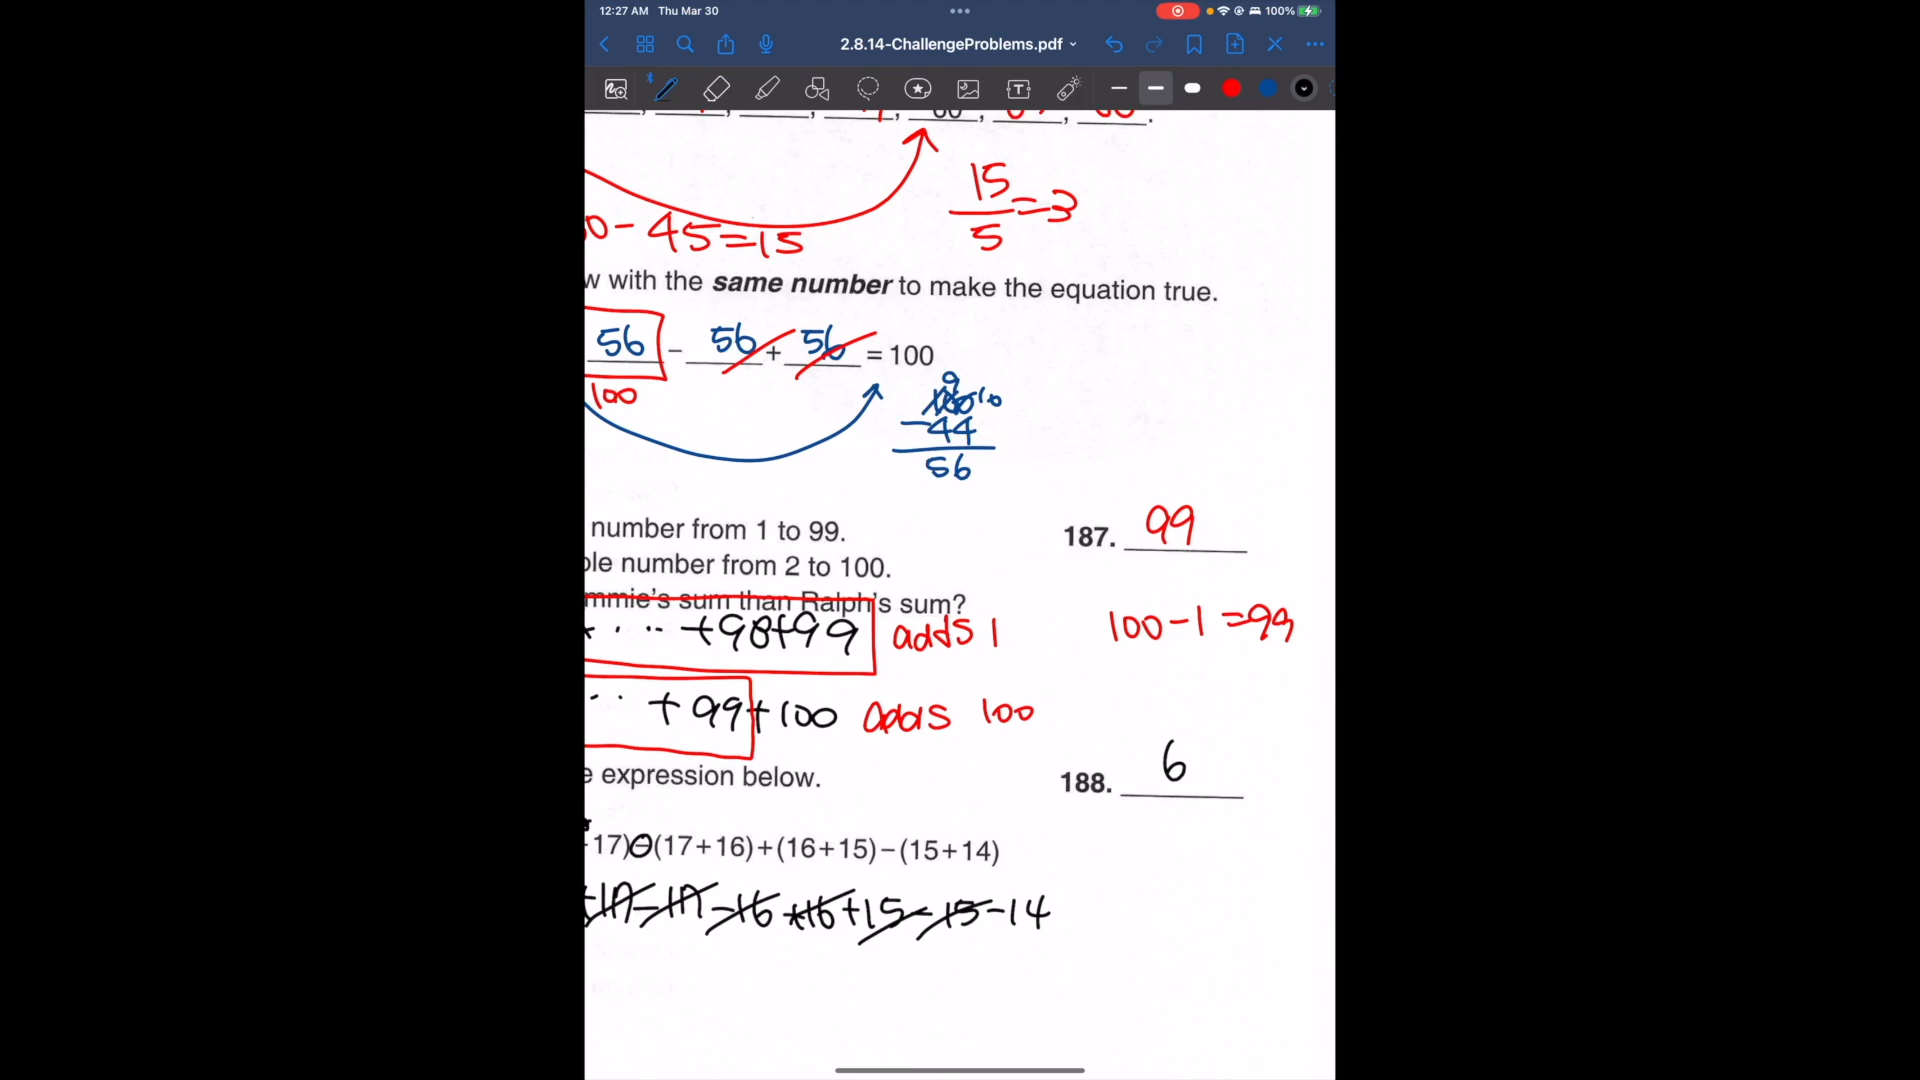 12:27 AM Thu Mar 30
100%
2.8.14-ChallengeProblems.pdf
15
5
=3
0-45=15
with the same number to make the equation true.
56 - 56 + 56 = 100
100
9
100 10
-44
56
number from 1 to 99.
187. 99
number from 2 to 100.
sum than Ralph's sum?
+ .... +98+99 adds 1
100-1=99
.. +99+100 adds 100
expression below.
188. 6
17)-(17+16)+(16+15)-(15+14)
+17-17-16+16+15-15-14